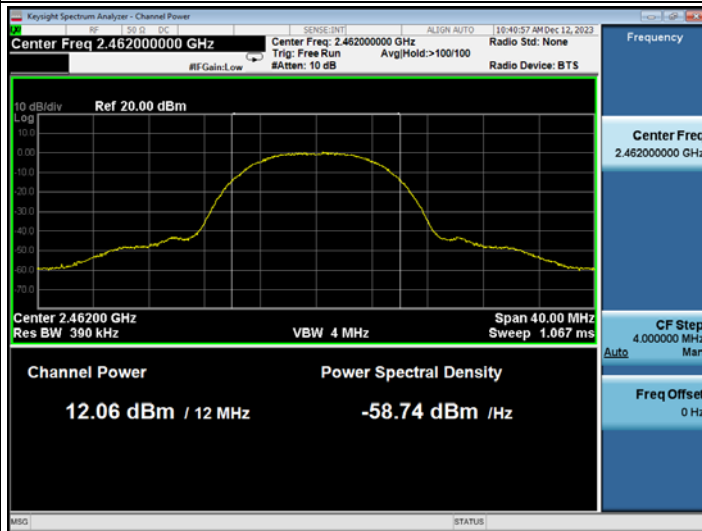 Keysight Spectrum Analyzer - Channel Power
RF 50 Ω DC SENSE:INT ALIGN AUTO 10:40:57 AM Dec 12, 2023
Center Freq 2.462000000 GHz
Center Freq: 2.462000000 GHz
Radio Std: None
Trig: Free Run Avg|Hold:>100/100
#IFGain:Low
#Atten: 10 dB
Radio Device: BTS
Frequency
10 dB/div Ref 20.00 dBm
Log
10.0
0.00
-10.0
-20.0
-30.0
-40.0
-50.0
-60.0
-70.0
Center 2.46200 GHz
Span 40.00 MHz
Res BW 390 kHz
VBW 4 MHz
Sweep 1.067 ms
Channel Power
Power Spectral Density
12.06 dBm / 12 MHz
-58.74 dBm /Hz
Center Freq
2.462000000 GHz
CF Step
4.000000 MHz
Auto Man
Freq Offset
0 Hz
MSG
STATUS